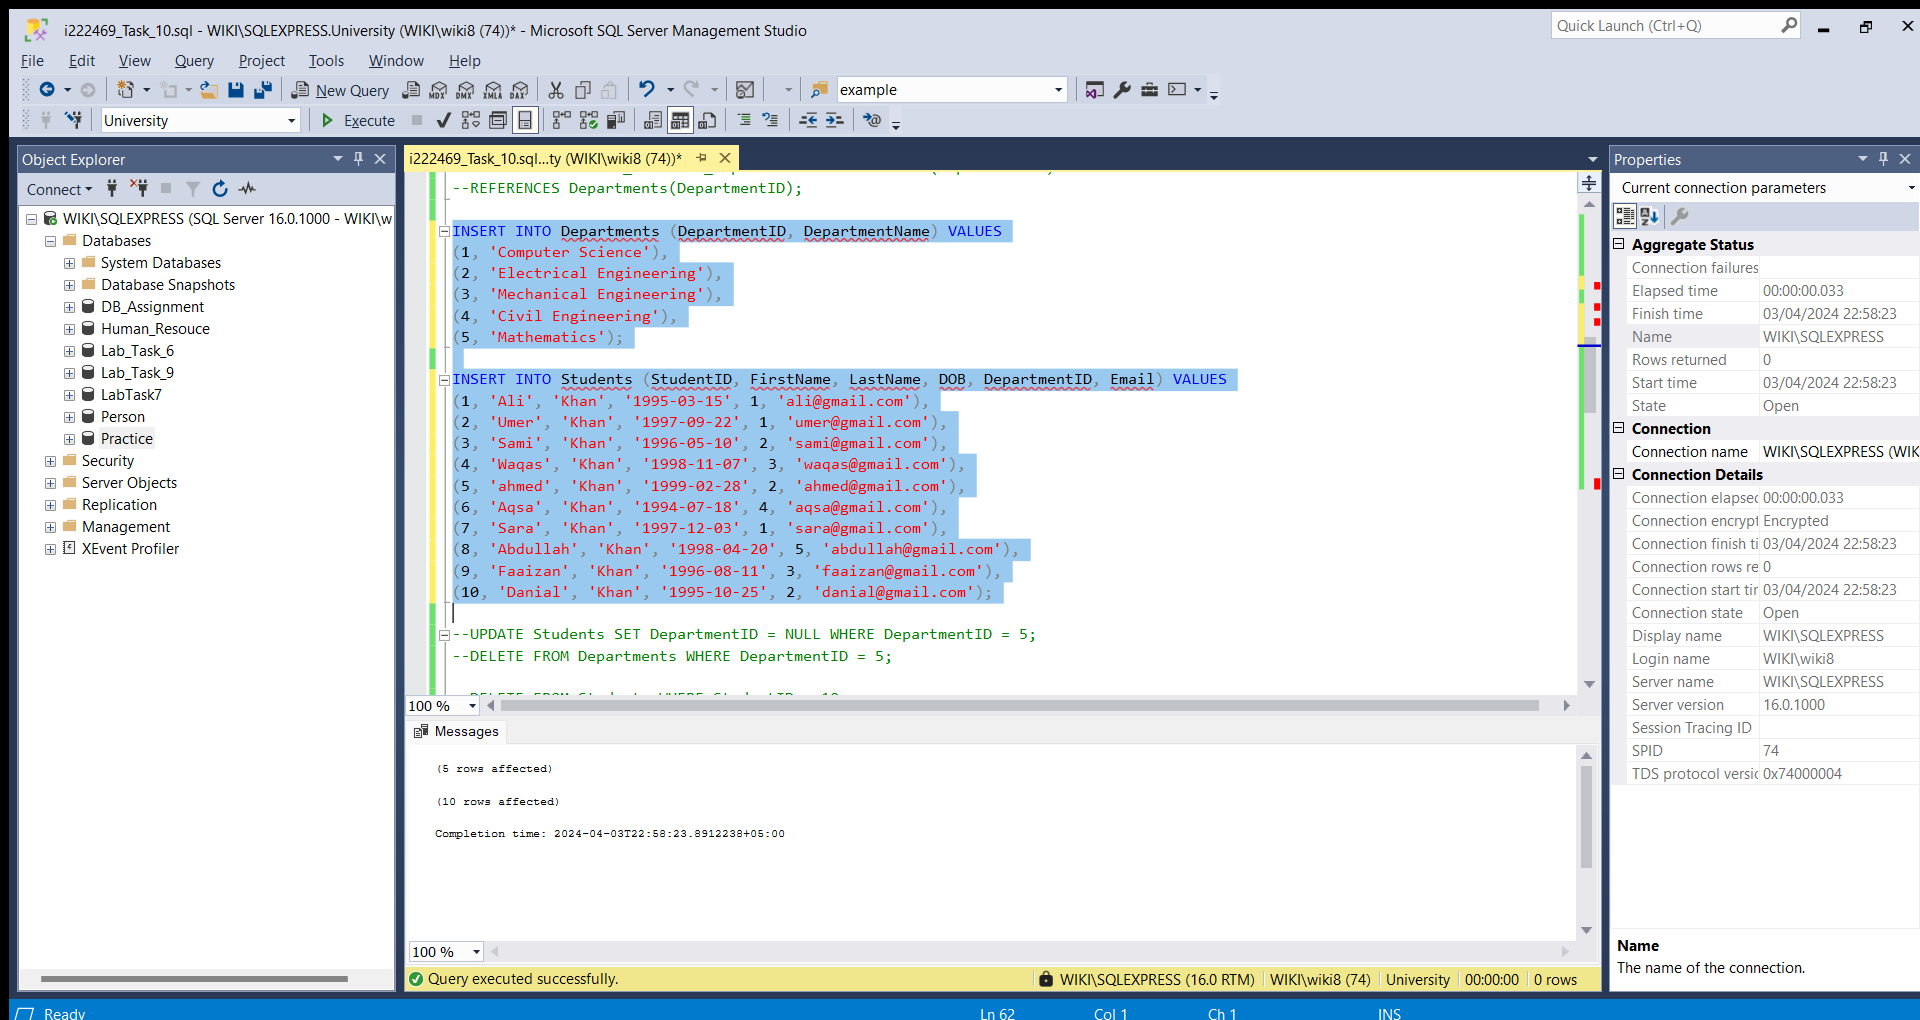 i222469_Task_10.sql - WIKI\SQLEXPRESS.University (WIKI\wiki8 (74))* - Microsoft SQL Server Management Studio
Quick Launch (Ctrl+Q)
File Edit View Query Project Tools Window Help
New Query
MDX DMX XMLA DAX
example
University
Execute
Object Explorer
Connect
WIKI\SQLEXPRESS (SQL Server 16.0.1000 - WIKI\w
Databases
System Databases
Database Snapshots
DB_Assignment
Human_Resouce
Lab_Task_6
Lab_Task_9
LabTask7
Person
Practice
Security
Server Objects
Replication
Management
XEvent Profiler
i222469_Task_10.sql...ty (WIKI\wiki8 (74))*
--REFERENCES Departments(DepartmentID);
INSERT INTO Departments (DepartmentID, DepartmentName) VALUES
(1, 'Computer Science'),
(2, 'Electrical Engineering'),
(3, 'Mechanical Engineering'),
(4, 'Civil Engineering'),
(5, 'Mathematics');
INSERT INTO Students (StudentID, FirstName, LastName, DOB, DepartmentID, Email) VALUES
(1, 'Ali', 'Khan', '1995-03-15', 1, 'ali@gmail.com'),
(2, 'Umer', 'Khan', '1997-09-22', 1, 'umer@gmail.com'),
(3, 'Sami', 'Khan', '1996-05-10', 2, 'sami@gmail.com'),
(4, 'Waqas', 'Khan', '1998-11-07', 3, 'waqas@gmail.com'),
(5, 'ahmed', 'Khan', '1999-02-28', 2, 'ahmed@gmail.com'),
(6, 'Aqsa', 'Khan', '1994-07-18', 4, 'aqsa@gmail.com'),
(7, 'Sara', 'Khan', '1997-12-03', 1, 'sara@gmail.com'),
(8, 'Abdullah', 'Khan', '1998-04-20', 5, 'abdullah@gmail.com'),
(9, 'Faaizan', 'Khan', '1996-08-11', 3, 'faaizan@gmail.com'),
(10, 'Danial', 'Khan', '1995-10-25', 2, 'danial@gmail.com');
--UPDATE Students SET DepartmentID = NULL WHERE DepartmentID = 5;
--DELETE FROM Departments WHERE DepartmentID = 5;
100 %
Messages
(5 rows affected)
(10 rows affected)
Completion time: 2024-04-03T22:58:23.8912238+05:00
100 %
Query executed successfully.
WIKI\SQLEXPRESS (16.0 RTM) WIKI\wiki8 (74) University 00:00:00 0 rows
Properties
Current connection parameters
Aggregate Status
Connection failures
Elapsed time 00:00:00.033
Finish time 03/04/2024 22:58:23
Name WIKI\SQLEXPRESS
Rows returned 0
Start time 03/04/2024 22:58:23
State Open
Connection
Connection name WIKI\SQLEXPRESS (WIK
Connection Details
Connection elapsec 00:00:00.033
Connection encrypt Encrypted
Connection finish ti 03/04/2024 22:58:23
Connection rows re 0
Connection start tir 03/04/2024 22:58:23
Connection state Open
Display name WIKI\SQLEXPRESS
Login name WIKI\wiki8
Server name WIKI\SQLEXPRESS
Server version 16.0.1000
Session Tracing ID
SPID 74
TDS protocol versic 0x74000004
Name
The name of the connection.
Ready Ln 62 Col 1 Ch 1 INS